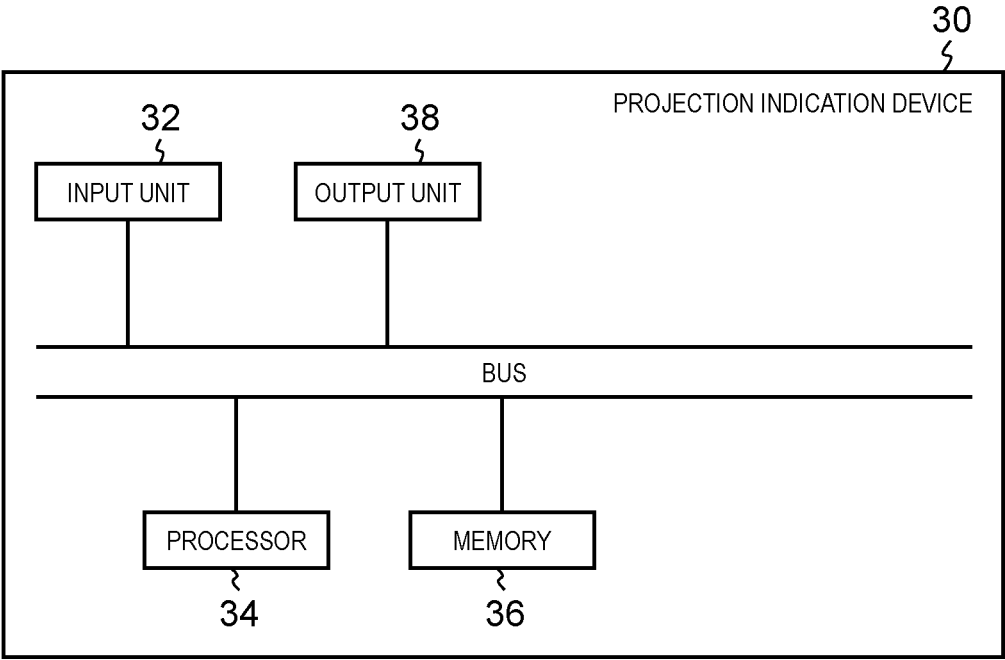 30
PROJECTION INDICATION DEVICE
32
38
INPUT UNIT
OUTPUT UNIT
BUS
PROCESSOR
MEMORY
34
36